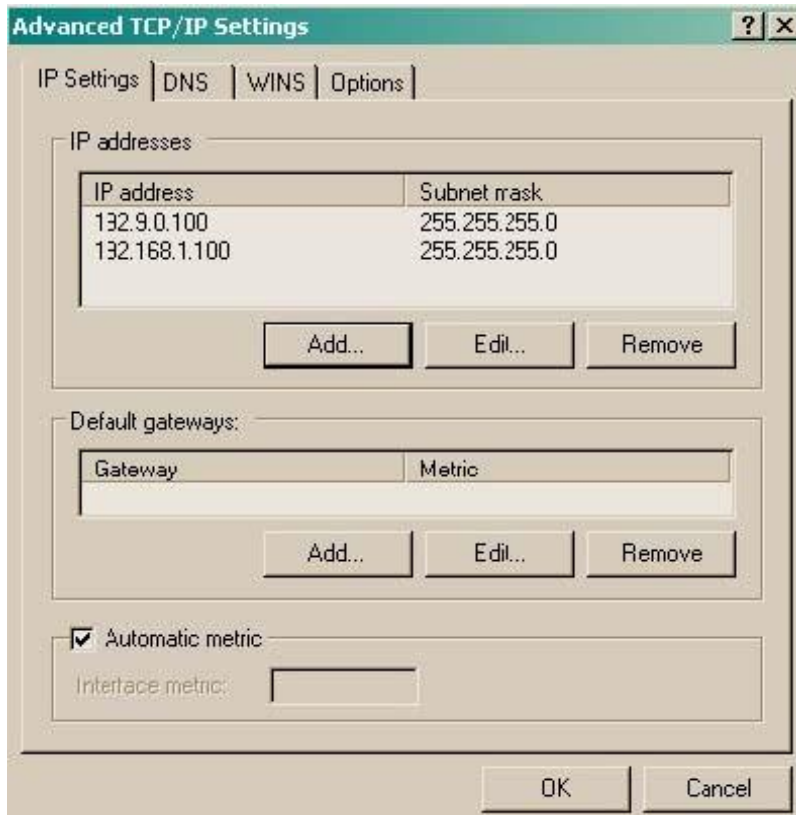 Advanced TCP/IP Settings
IP Settings DNS WINS Options
IP addresses
IP address Subnet mask
192.9.0.100 255.255.255.0
192.168.1.100 255.255.255.0
Add... Edit... Remove
Default gateways:
Gateway Metric
Add... Edit... Remove
Automatic metric
Interface metric:
OK Cancel